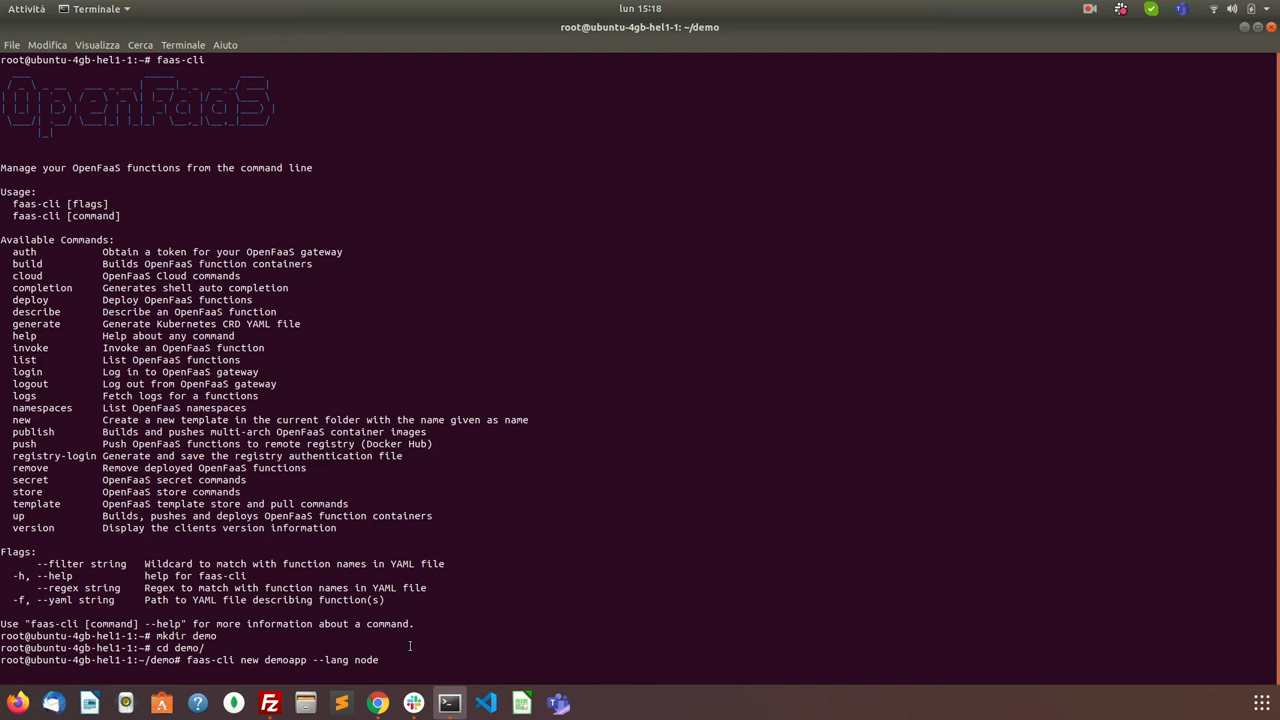 Attività Terminale lun 15:18
root@ubuntu-4gb-hel1-1: ~/demo
File Modifica Visualizza Cerca Terminale Aiuto
root@ubuntu-4gb-hel1-1:~# faas-cli
OpenFaaS
Manage your OpenFaaS functions from the command line
Usage:
faas-cli [flags]
faas-cli [command]
Available Commands:
auth Obtain a token for your OpenFaaS gateway
build Builds OpenFaaS function containers
cloud OpenFaaS Cloud commands
completion Generates shell auto completion
deploy Deploy OpenFaaS functions
describe Describe an OpenFaaS function
generate Generate Kubernetes CRD YAML file
help Help about any command
invoke Invoke an OpenFaaS function
list List OpenFaaS functions
login Log in to OpenFaaS gateway
logout Log out from OpenFaaS gateway
logs Fetch logs for a functions
namespaces List OpenFaaS namespaces
new Create a new template in the current folder with the name given as name
publish Builds and pushes multi-arch OpenFaaS container images
push Push OpenFaaS functions to remote registry (Docker Hub)
registry-login Generate and save the registry authentication file
remove Remove deployed OpenFaaS functions
secret OpenFaaS secret commands
store OpenFaaS store commands
template OpenFaaS template store and pull commands
up Builds, pushes and deploys OpenFaaS function containers
version Display the clients version information
Flags:
--filter string Wildcard to match with function names in YAML file
-h, --help help for faas-cli
--regex string Regex to match with function names in YAML file
-f, --yaml string Path to YAML file describing function(s)
Use "faas-cli [command] --help" for more information about a command.
root@ubuntu-4gb-hel1-1:~# mkdir demo
root@ubuntu-4gb-hel1-1:~# cd demo/
root@ubuntu-4gb-hel1-1:~/demo# faas-cli new demoapp --lang node